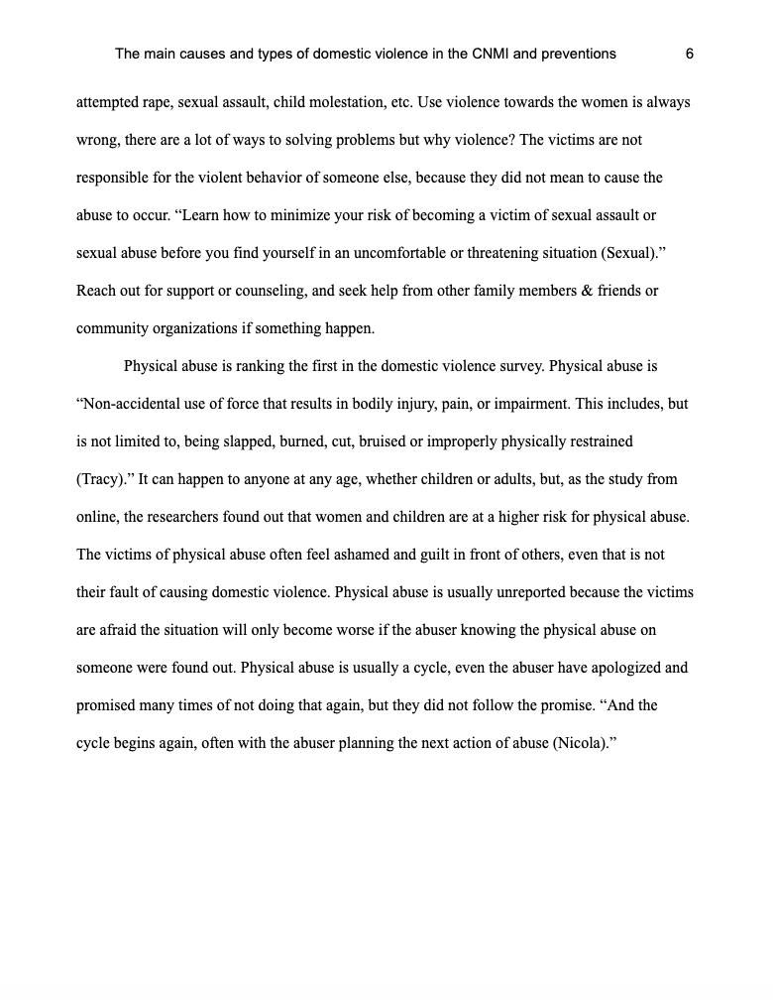 The main causes and types of domestic violence in the CNMI and preventions 6
attempted rape, sexual assault, child molestation, etc. Use violence towards the women is always
wrong, there are a lot of ways to solving problems but why violence? The victims are not
responsible for the violent behavior of someone else, because they did not mean to cause the
abuse to occur. “Learn how to minimize your risk of becoming a victim of sexual assault or
sexual abuse before you find yourself in an uncomfortable or threatening situation (Sexual).”
Reach out for support or counseling, and seek help from other family members & friends or
community organizations if something happen.
Physical abuse is ranking the first in the domestic violence survey. Physical abuse is
“Non-accidental use of force that results in bodily injury, pain, or impairment. This includes, but
is not limited to, being slapped, burned, cut, bruised or improperly physically restrained
(Tracy).” It can happen to anyone at any age, whether children or adults, but, as the study from
online, the researchers found out that women and children are at a higher risk for physical abuse.
The victims of physical abuse often feel ashamed and guilt in front of others, even that is not
their fault of causing domestic violence. Physical abuse is usually unreported because the victims
are afraid the situation will only become worse if the abuser knowing the physical abuse on
someone were found out. Physical abuse is usually a cycle, even the abuser have apologized and
promised many times of not doing that again, but they did not follow the promise. “And the
cycle begins again, often with the abuser planning the next action of abuse (Nicola).”